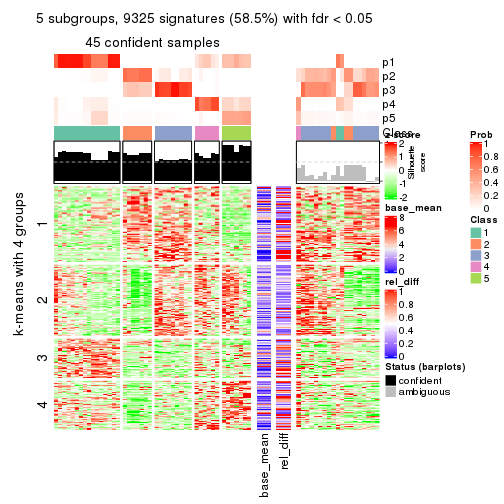 5 subgroups, 9325 signatures (58.5%) with fdr < 0.05
45 confident samples
p1
p2
p3
p4
p5
Class
Silhouette
score
k-means with 4 groups
1
2
3
4
base_mean
rel_diff
z-score
2
1
0
-1
-2
base_mean
8
6
4
2
0
rel_diff
1
0.8
0.6
0.4
0.2
0
Status (barplots)
confident
ambiguous
Prob
1
0.8
0.6
0.4
0.2
0
Class
1
2
3
4
5